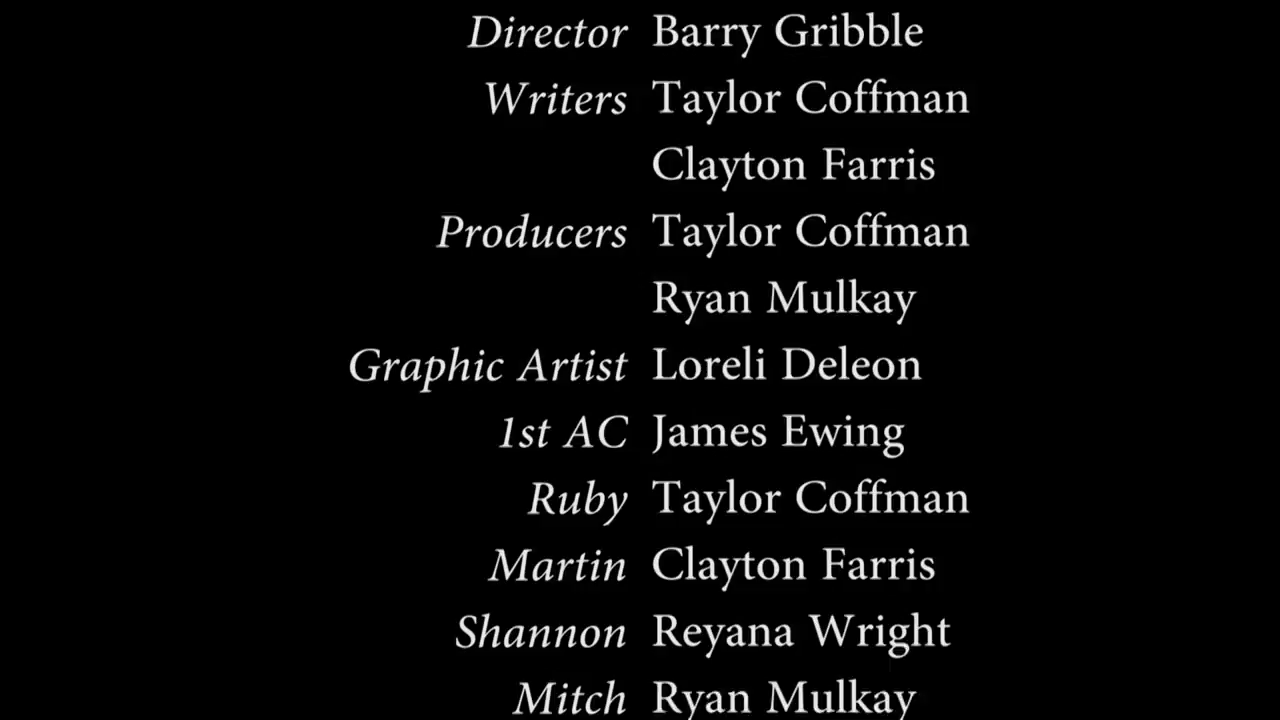 Director Barry Gribble
Writers Taylor Coffman
Clayton Farris
Producers Taylor Coffman
Ryan Mulkay
Graphic Artist Loreli Deleon
1st AC James Ewing
Ruby Taylor Coffman
Martin Clayton Farris
Shannon Reyana Wright
Mitch Ryan Mulkay